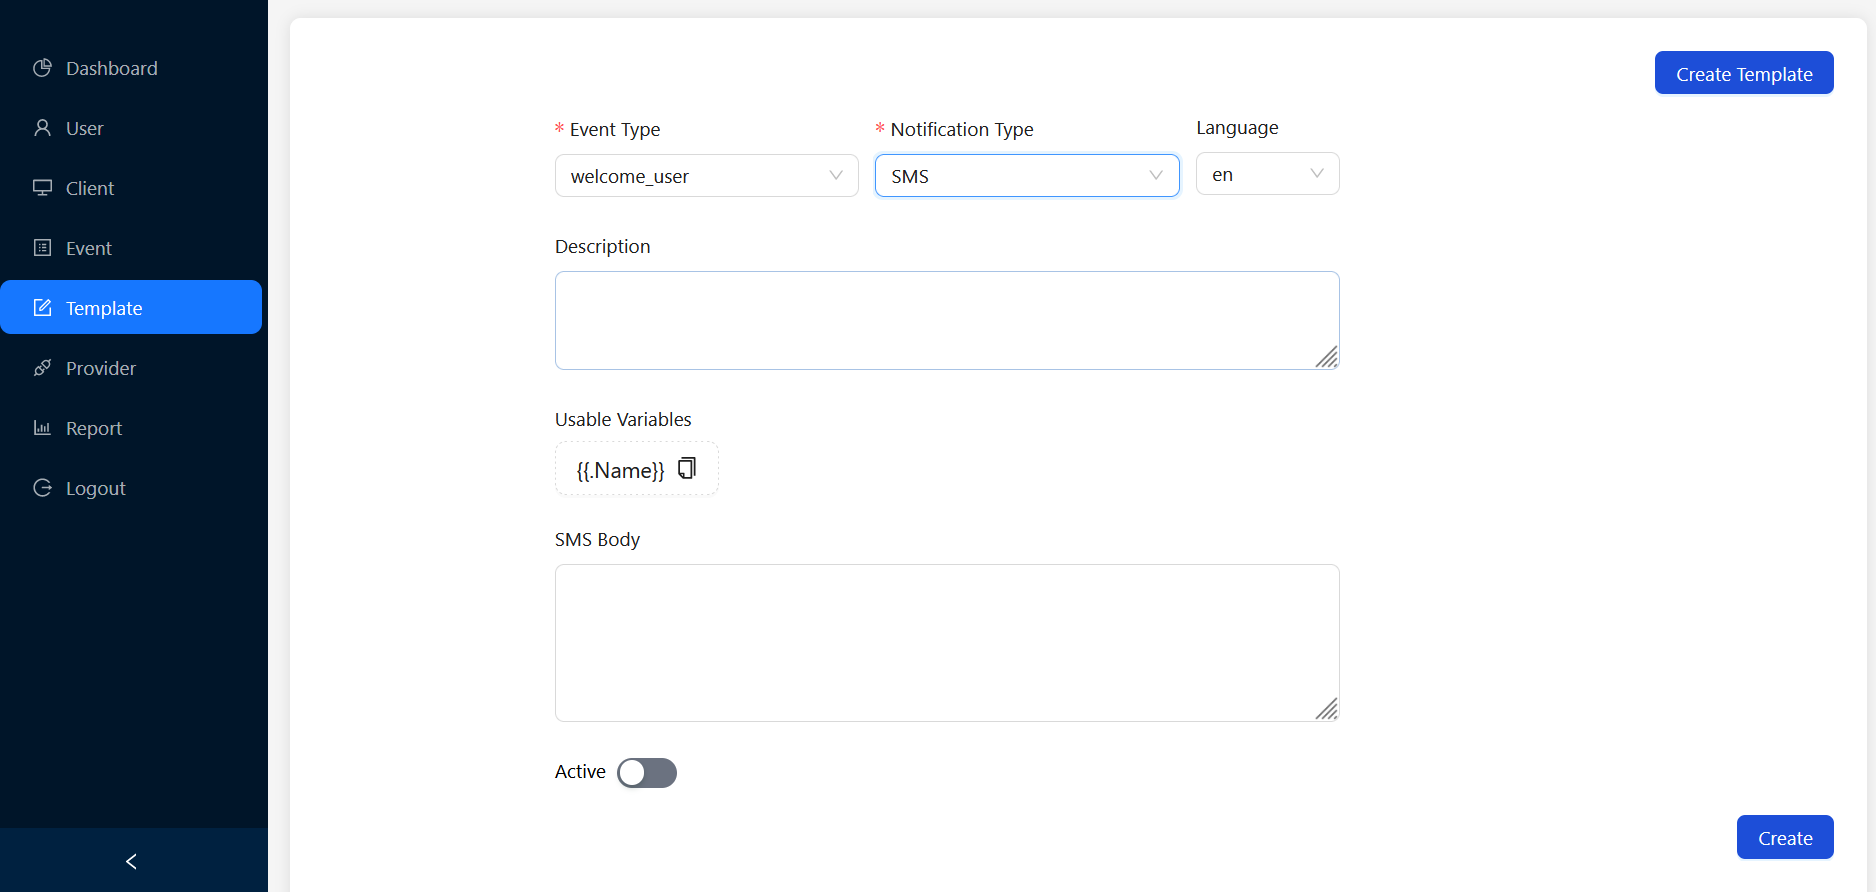 Dashboard
User
Client
Event
Template
Provider
Report
Logout
Create Template
* Event Type
* Notification Type
Language
welcome_user
SMS
en
Description
Usable Variables
{{.Name}}
SMS Body
Active
Create